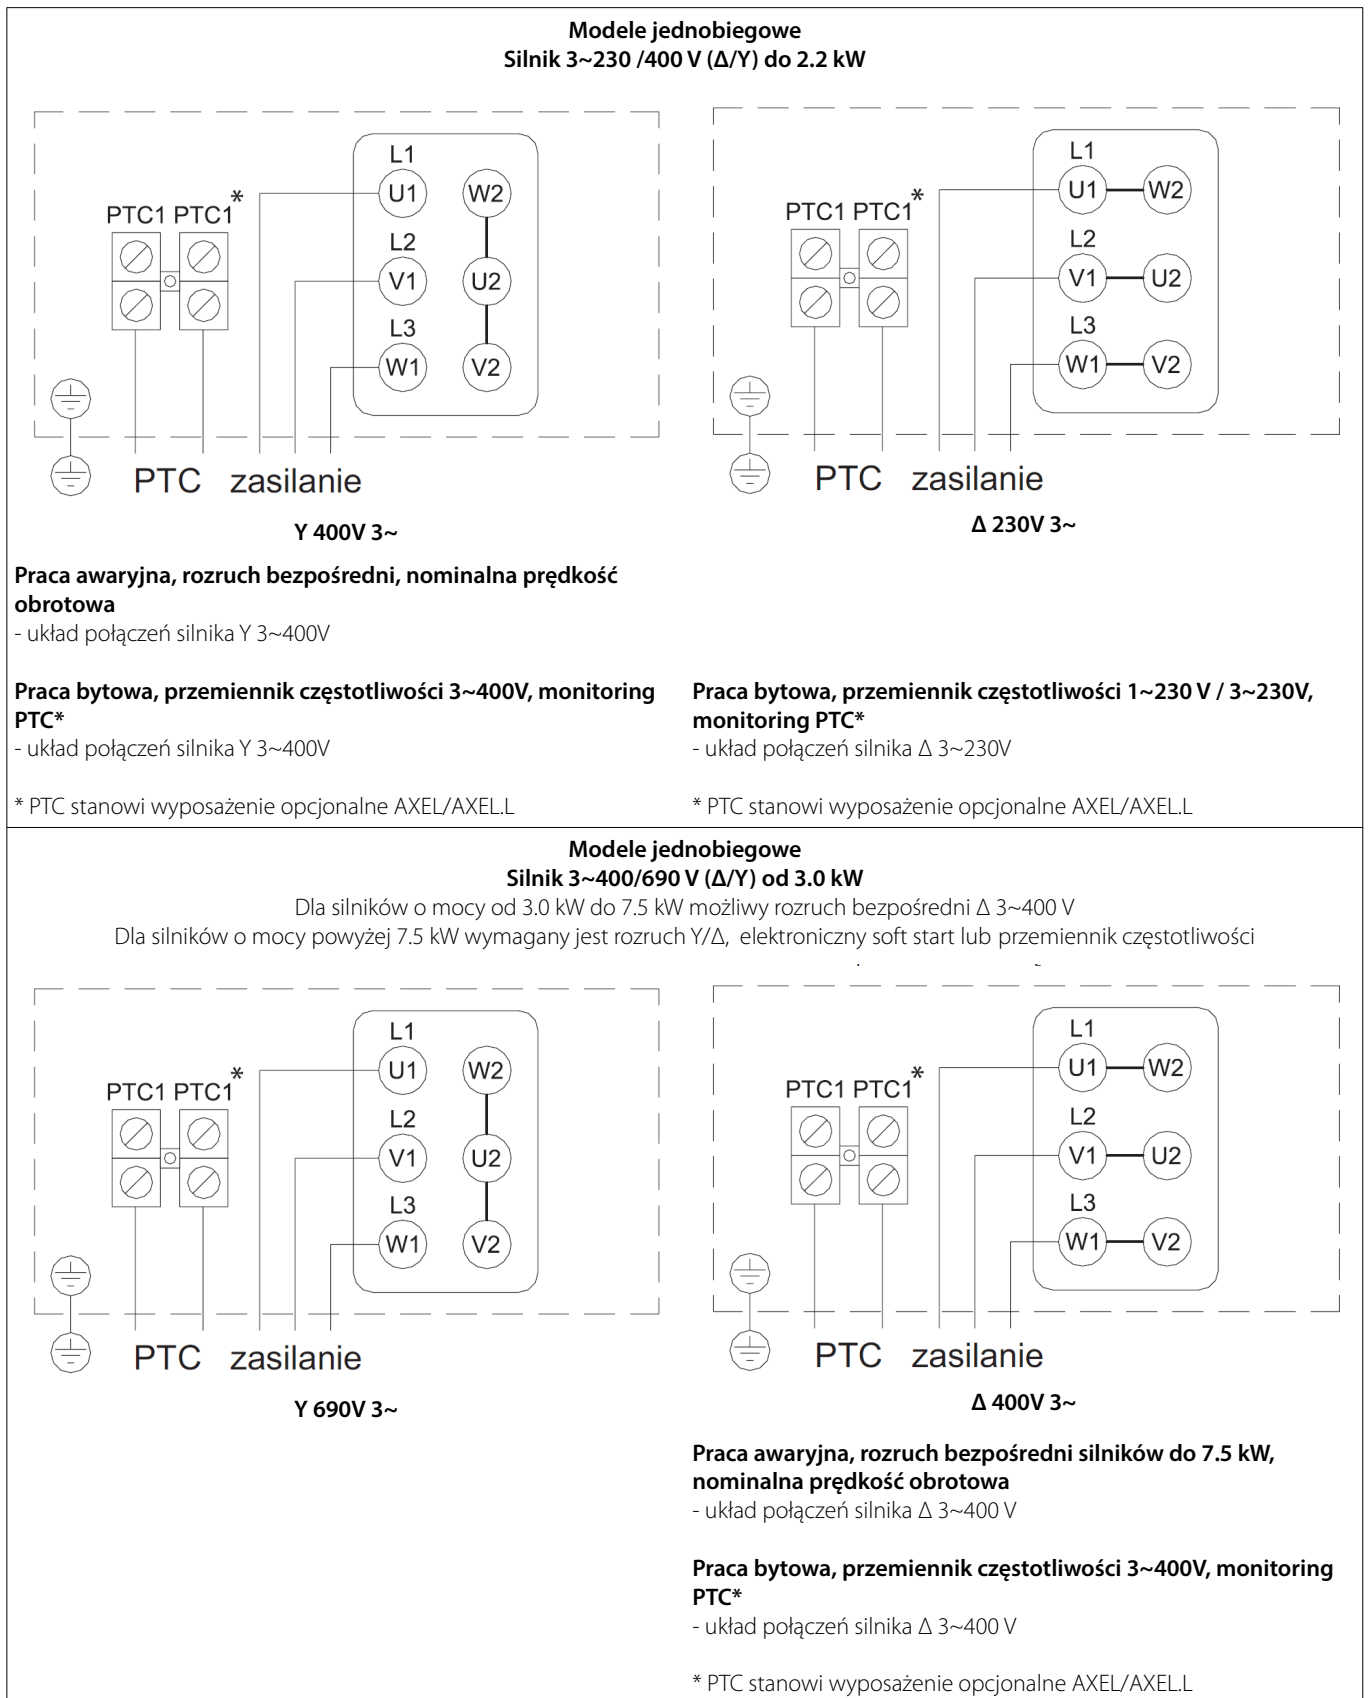 Modele jednobiegowe
Silnik 3~230 /400 V (Δ/Y) do 2.2 kW
PTC1 PTC1*
L1
U1 W2
L2
V1 U2
L3
W1 V2
PTC zasilanie
Y 400V 3~
PTC1 PTC1*
L1
U1 W2
L2
V1 U2
L3
W1 V2
PTC zasilanie
Δ 230V 3~
Praca awaryjna, rozruch bezpośredni, nominalna prędkość
obrotowa
- układ połączeń silnika Y 3~400V
Praca bytowa, przemiennik częstotliwości 3~400V, monitoring
PTC*
- układ połączeń silnika Y 3~400V
* PTC stanowi wyposażenie opcjonalne AXEL/AXEL.L
Praca bytowa, przemiennik częstotliwości 1~230 V / 3~230V,
monitoring PTC*
- układ połączeń silnika Δ 3~230V
* PTC stanowi wyposażenie opcjonalne AXEL/AXEL.L
Modele jednobiegowe
Silnik 3~400/690 V (Δ/Y) od 3.0 kW
Dla silników o mocy od 3.0 kW do 7.5 kW możliwy rozruch bezpośredni Δ 3~400 V
Dla silników o mocy powyżej 7.5 kW wymagany jest rozruch Y/Δ, elektroniczny soft start lub przemiennik częstotliwości
PTC1 PTC1*
L1
U1 W2
L2
V1 U2
L3
W1 V2
PTC zasilanie
Y 690V 3~
PTC1 PTC1*
L1
U1 W2
L2
V1 U2
L3
W1 V2
PTC zasilanie
Δ 400V 3~
Praca awaryjna, rozruch bezpośredni silników do 7.5 kW,
nominalna prędkość obrotowa
- układ połączeń silnika Δ 3~400 V
Praca bytowa, przemiennik częstotliwości 3~400V, monitoring
PTC*
- układ połączeń silnika Δ 3~400 V
* PTC stanowi wyposażenie opcjonalne AXEL/AXEL.L